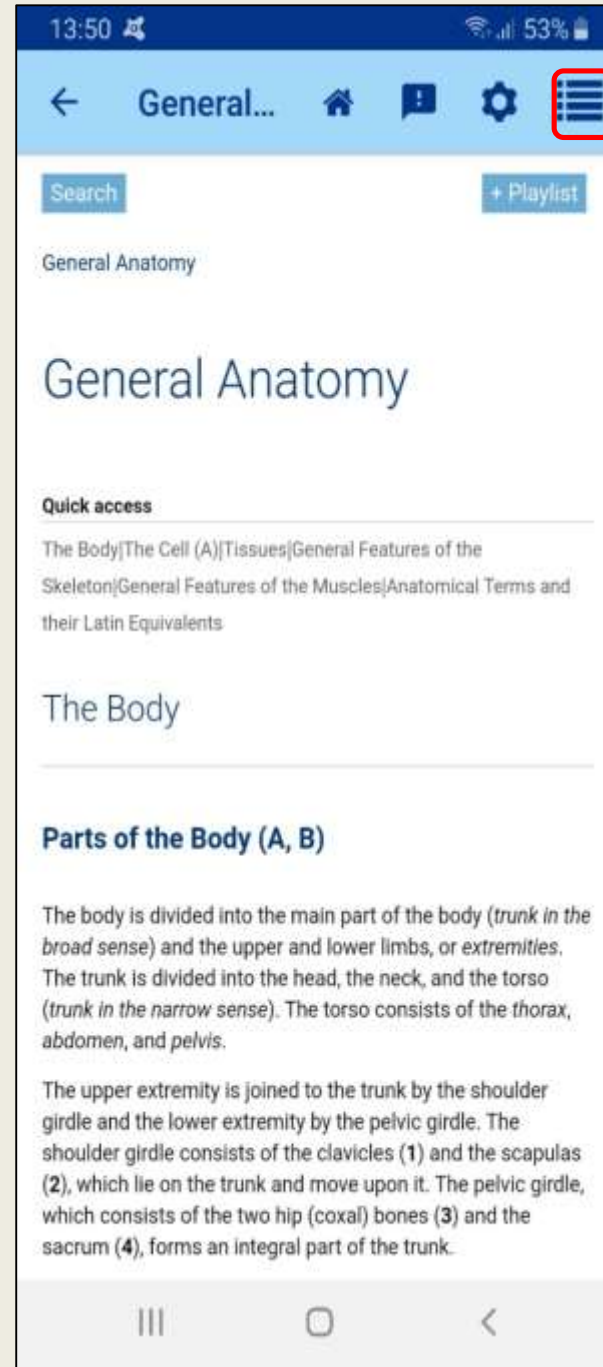 13:50 53%
General...
Search + Playlist
General Anatomy
General Anatomy
Quick access
The Body|The Cell (A)|Tissues|General Features of the
Skeleton|General Features of the Muscles|Anatomical Terms and
their Latin Equivalents
The Body
Parts of the Body (A, B)
The body is divided into the main part of the body (trunk in the
broad sense) and the upper and lower limbs, or extremities.
The trunk is divided into the head, the neck, and the torso
(trunk in the narrow sense). The torso consists of the thorax,
abdomen, and pelvis.
The upper extremity is joined to the trunk by the shoulder
girdle and the lower extremity by the pelvic girdle. The
shoulder girdle consists of the clavicles (1) and the scapulas
(2), which lie on the trunk and move upon it. The pelvic girdle,
which consists of the two hip (coxal) bones (3) and the
sacrum (4), forms an integral part of the trunk.